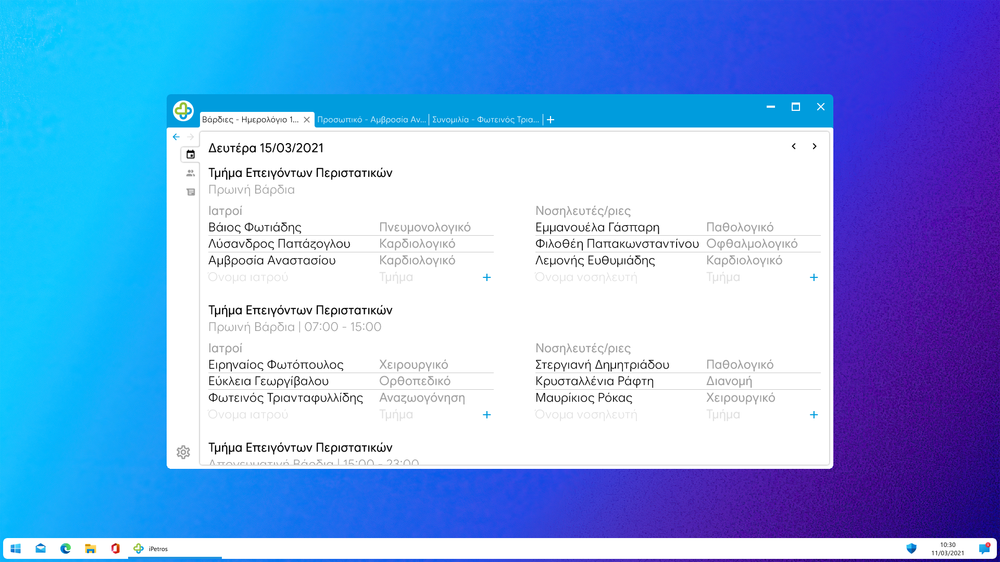 Βάρδιες - Ημερολόγιο 1...
Προσωπικό - Αμβροσία Αν...
Συνομιλία - Φωτεινός Τρια...
Δευτέρα 15/03/2021
Τμήμα Επειγόντων Περιστατικών
Πρωινή Βάρδια
Ιατροί
Βάιος Φωτιάδης Πνευμονολογικό
Λύσανδρος Παπάζογλου Καρδιολογικό
Αμβροσία Αναστασίου Καρδιολογικό
Όνομα ιατρού Τμήμα +
Νοσηλευτές/ριες
Εμμανουέλα Γάσπαρη Παθολογικό
Φιλοθέη Παπακωνσταντίνου Οφθαλμολογικό
Λεμονής Ευθυμιάδης Καρδιολογικό
Όνομα νοσηλευτή Τμήμα +
Τμήμα Επειγόντων Περιστατικών
Πρωινή Βάρδια | 07:00 - 15:00
Ιατροί
Ειρηναίος Φωτόπουλος Χειρουργικό
Εύκλεια Γεωργίβαλου Ορθοπεδικό
Φωτεινός Τριανταφυλλίδης Αναζωογόνηση
Όνομα ιατρού Τμήμα +
Νοσηλευτές/ριες
Στεργιανή Δημητριάδου Παθολογικό
Κρυσταλλένια Ράφτη Διανομή
Μαυρίκιος Ρόκας Χειρουργικό
Όνομα νοσηλευτή Τμήμα +
Τμήμα Επειγόντων Περιστατικών
Απογευματινή Βάρδια | 15:00 - 23:00
iPetros
10:30
11/03/2021
1